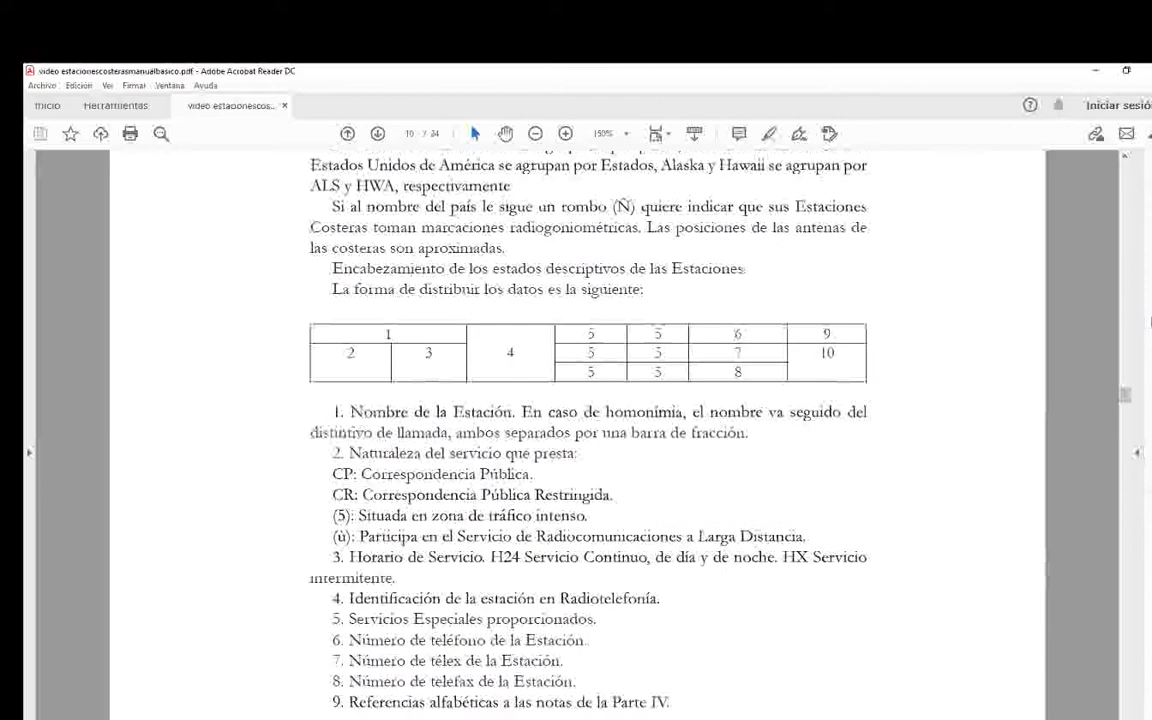 video estacionescosterasmanualbasico.pdf - Adobe Acrobat Reader DC
Archivo Edición Ver Firmar Ventana Ayuda
Inicio Herramientas video estacionescos... × Iniciar sesió
10 / 24 150%
Estados Unidos de América se agrupan por Estados, Alaska y Hawaii se agrupan por
ALS y HWA, respectivamente
Si al nombre del país le sigue un rombo (Ñ) quiere indicar que sus Estaciones
Costeras toman marcaciones radiogoniométricas. Las posiciones de las antenas de
las costeras son aproximadas.
Encabezamiento de los estados descriptivos de las Estaciones
La forma de distribuir los datos es la siguiente:
1 5 5 6 9
2 3 4 5 5 7 10
5 5 8
1. Nombre de la Estación. En caso de homonimia, el nombre va seguido del
distintivo de llamada, ambos separados por una barra de fracción.
2. Naturaleza del servicio que presta:
CP: Correspondencia Pública.
CR: Correspondencia Pública Restringida.
(5): Situada en zona de tráfico intenso.
(ù): Participa en el Servicio de Radiocomunicaciones a Larga Distancia.
3. Horario de Servicio. H24 Servicio Continuo, de día y de noche. HX Servicio
intermitente.
4. Identificación de la estación en Radiotelefonía.
5. Servicios Especiales proporcionados.
6. Número de teléfono de la Estación.
7. Número de télex de la Estación.
8. Número de telefax de la Estación.
9. Referencias alfabéticas a las notas de la Parte IV.